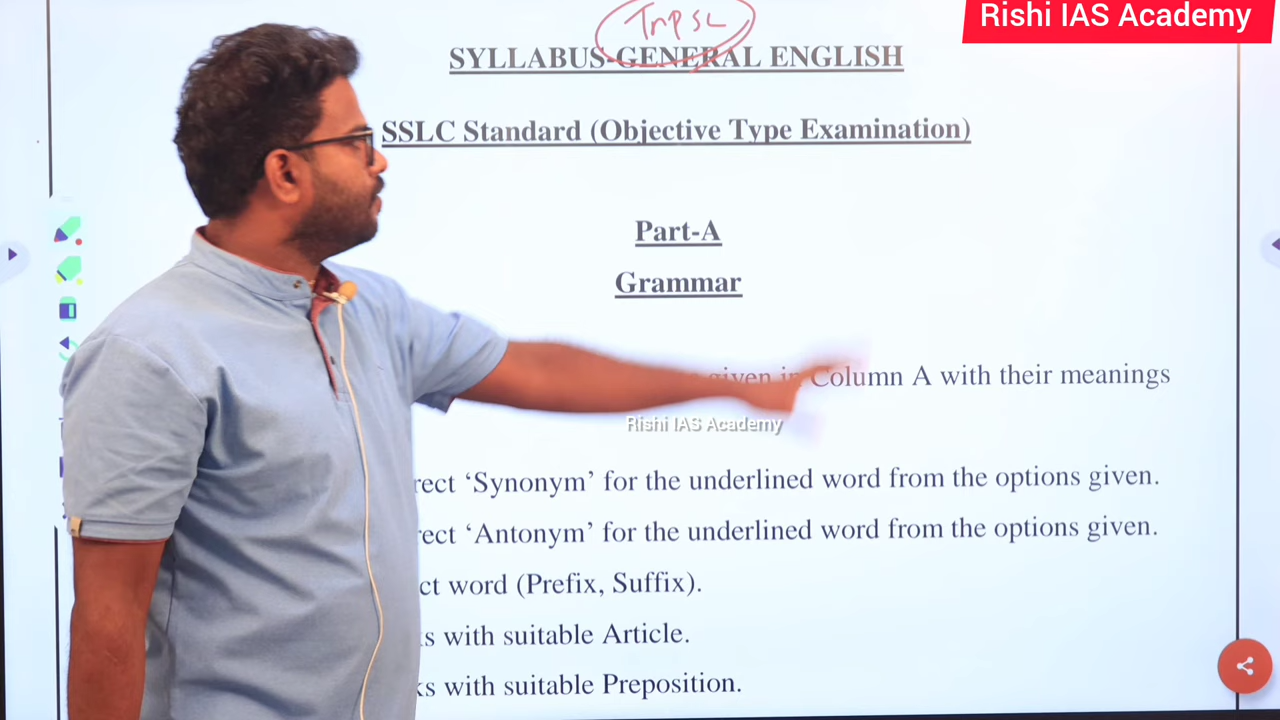 Rishi IAS Academy
TNPSC
SYLLABUS-GENERAL ENGLISH
SSLC Standard (Objective Type Examination)
Part-A
Grammar
given in Column A with their meanings
Rishi IAS Academy
rect ‘Synonym’ for the underlined word from the options given.
rect ‘Antonym’ for the underlined word from the options given.
ct word (Prefix, Suffix).
ks with suitable Article.
ks with suitable Preposition.